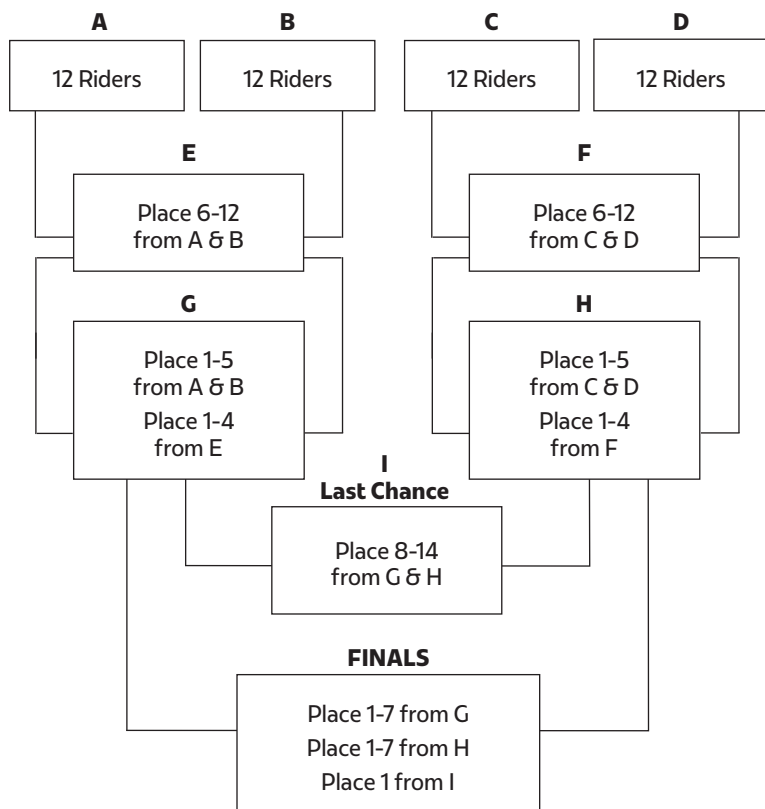 A
B
C
D
12 Riders
12 Riders
12 Riders
12 Riders
E
F
Place 6-12
from A & B
Place 6-12
from C & D
G
H
Place 1-5
from A & B
Place 1-4
from E
Place 1-5
from C & D
Place 1-4
from F
I
Last Chance
Place 8-14
from G & H
FINALS
Place 1-7 from G
Place 1-7 from H
Place 1 from I